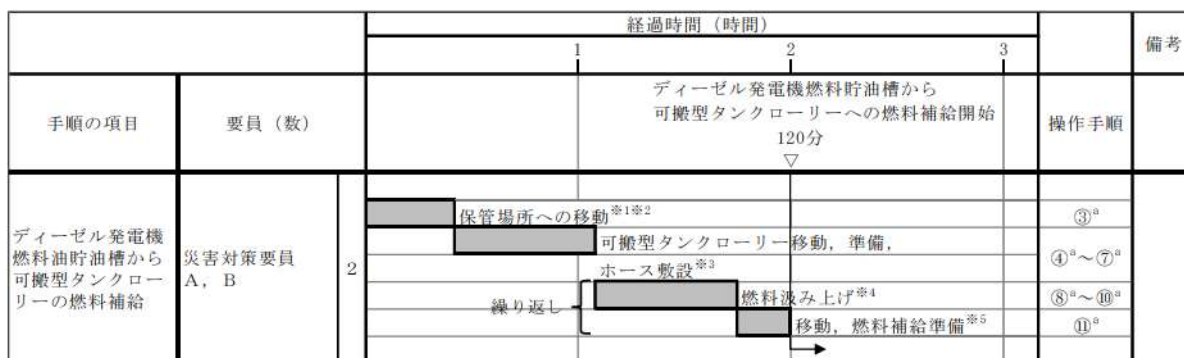 経過時間（時間）
備考
1
2
3
手順の項目
要員（数）
ディーゼル発電機燃料貯油槽から
可搬型タンクローリーへの燃料補給開始
120分
▽
操作手順
ディーゼル発電機
燃料油貯油槽から
可搬型タンクロー
リーの燃料補給
災害対策要員
A，B
2
保管場所への移動※1※2
③a
可搬型タンクローリー移動，準備，
ホース敷設※3
④a～⑦a
繰り返し
燃料汲み上げ※4
⑧a～⑩a
移動，燃料補給準備※5
⑪a